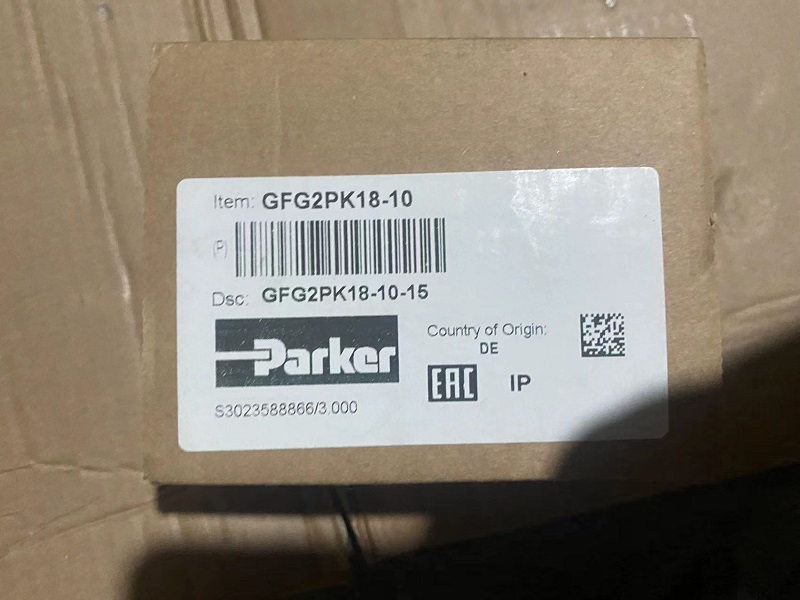 Item: GFG2PK18-10
(P)
Dsc: GFG2PK18-10-15
Parker
Country of Origin:
DE
EAC IP
S3023588866/3.000